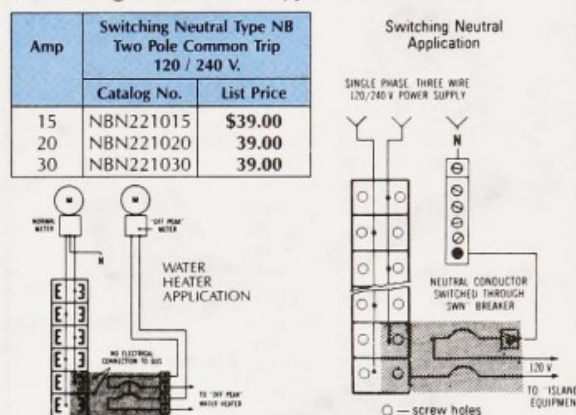 Switching Neutral Type NB
Two Pole Common Trip
120 / 240 V.
Amp
Catalog No.
List Price
15 NBN221015 $39.00
20 NBN221020 39.00
30 NBN221030 39.00
Switching Neutral
Application
SINGLE PHASE THREE WIRE
120/240 V POWER SUPPLY
N
NEUTRAL CONDUCTOR
SWITCHED THROUGH
"SWN" BREAKER
120 V
TO "ISLAND
EQUIPMEN
O — screw holes
M
M
NORMAL
METER
"OFF PEAK"
METER
N
WATER
HEATER
APPLICATION
NO ELECTRICAL
CONNECTION TO BUS
TO "OFF PEAK"
WATER HEATER